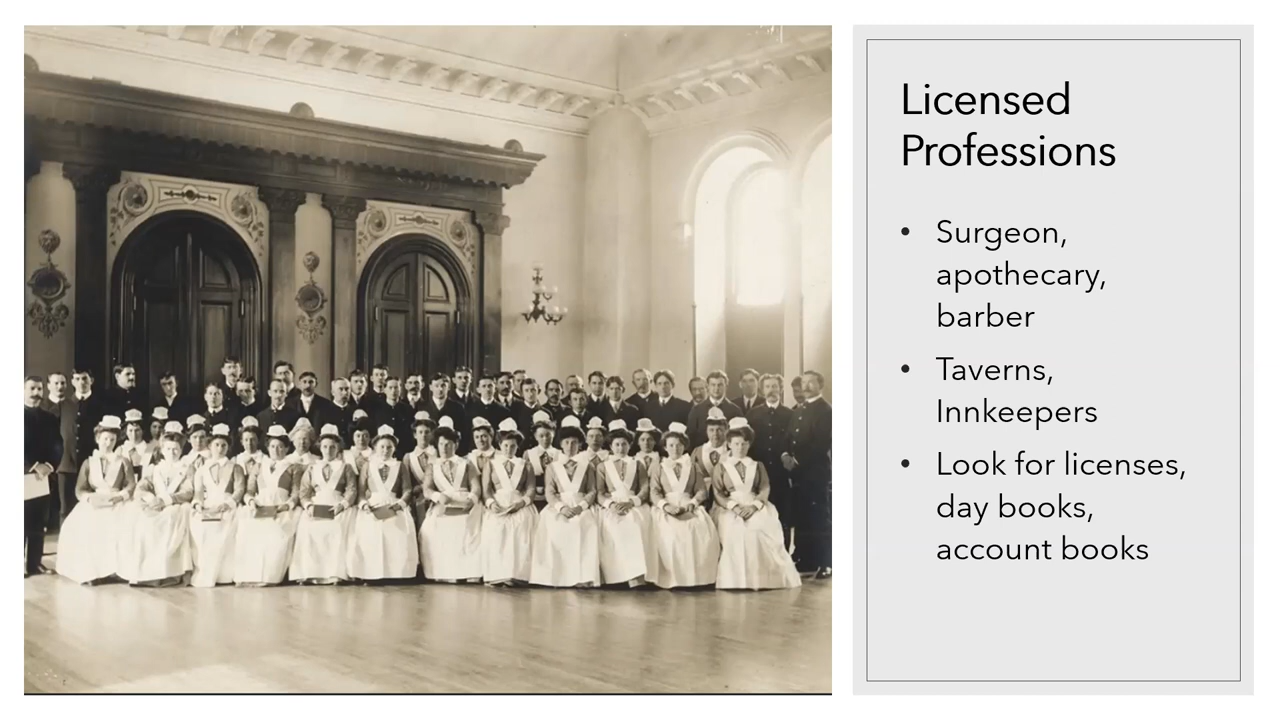 Licensed
Professions
• Surgeon,
apothecary,
barber
• Taverns,
Innkeepers
• Look for licenses,
day books,
account books